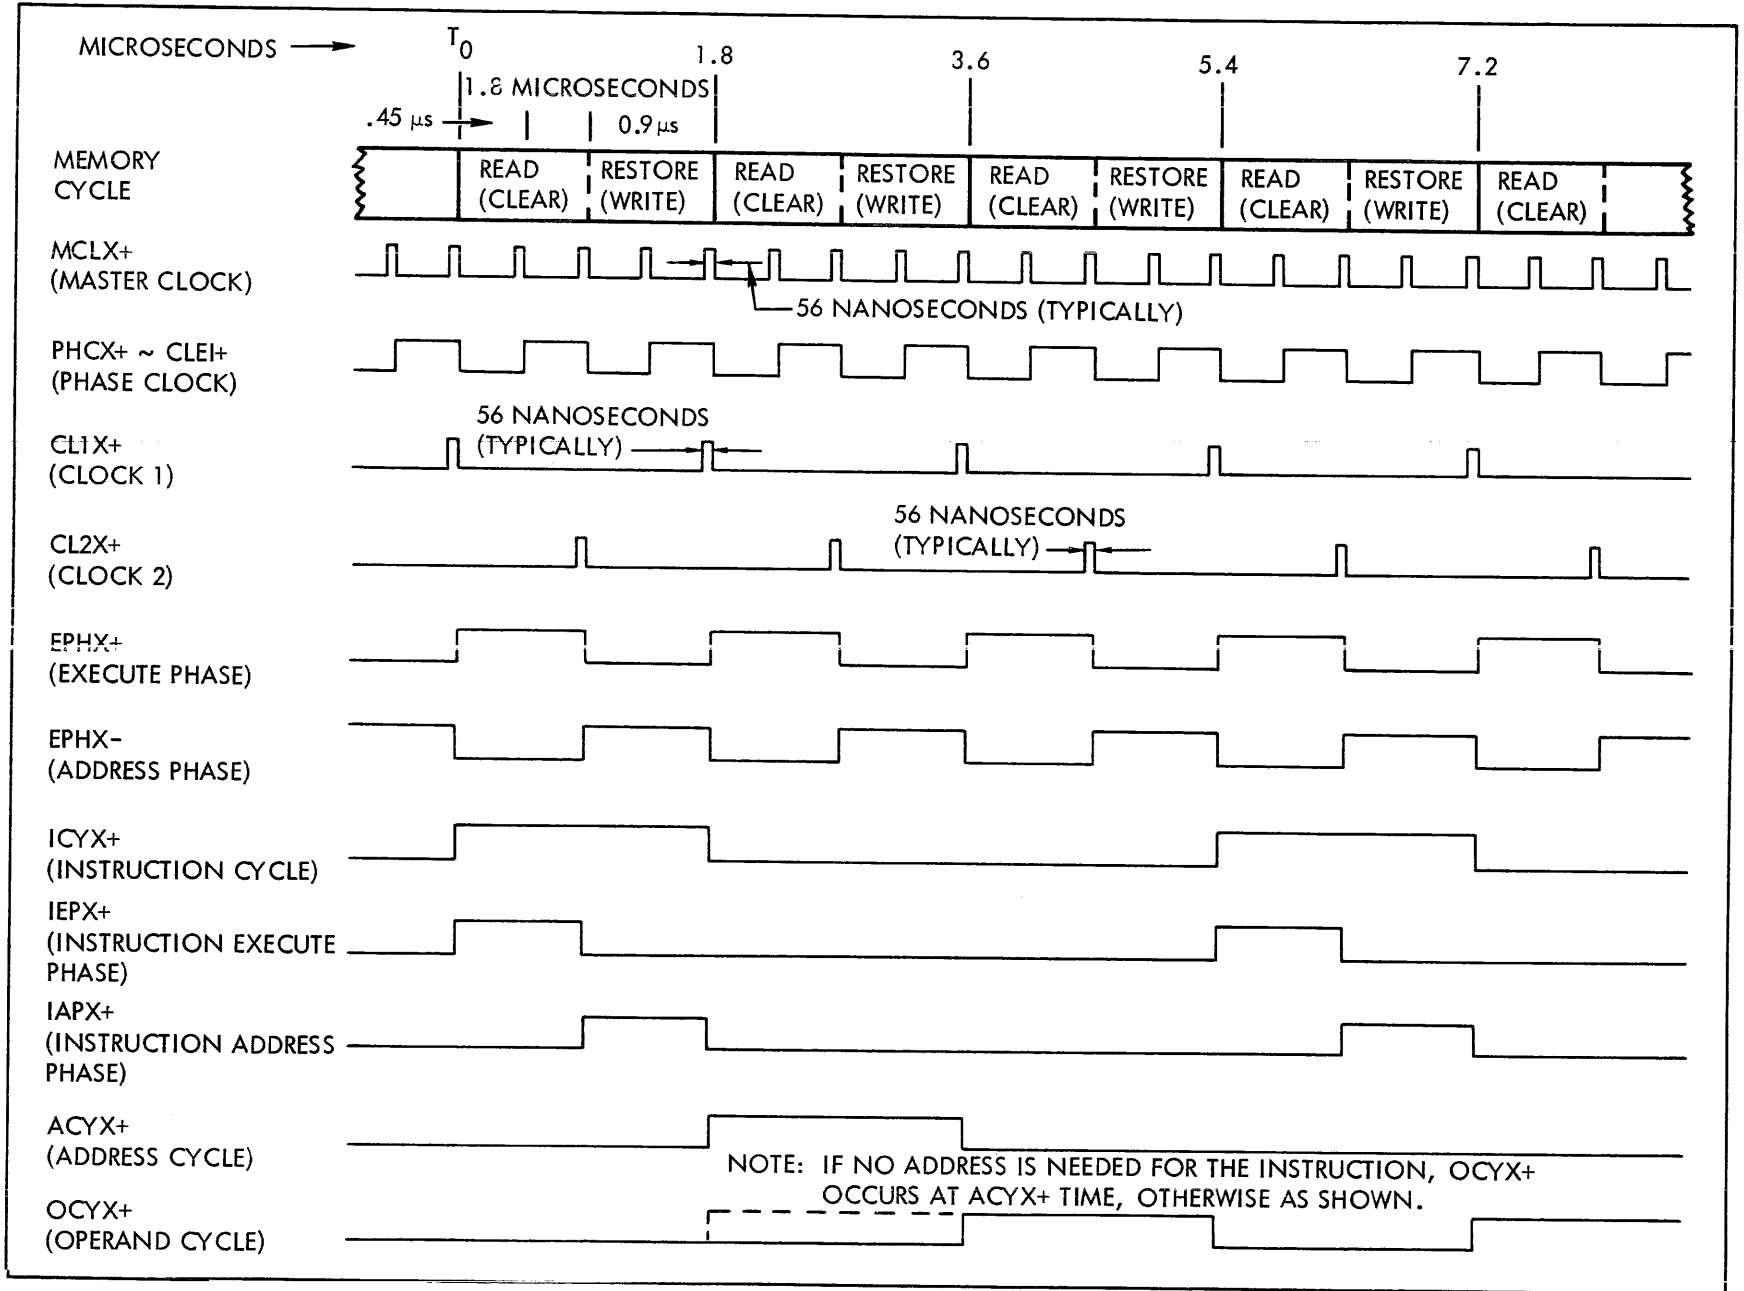 MICROSECONDS
T0
1.8
3.6
5.4
7.2
1.8 MICROSECONDS
.45 µs
0.9 µs
MEMORY
CYCLE
READ
(CLEAR)
RESTORE
(WRITE)
READ
(CLEAR)
RESTORE
(WRITE)
READ
(CLEAR)
RESTORE
(WRITE)
READ
(CLEAR)
RESTORE
(WRITE)
READ
(CLEAR)
MCLX+
(MASTER CLOCK)
56 NANOSECONDS (TYPICALLY)
PHCX+ ~ CLEI+
(PHASE CLOCK)
56 NANOSECONDS
(TYPICALLY)
CL1X+
(CLOCK 1)
56 NANOSECONDS
(TYPICALLY)
CL2X+
(CLOCK 2)
EPHX+
(EXECUTE PHASE)
EPHX-
(ADDRESS PHASE)
ICYX+
(INSTRUCTION CYCLE)
IEPX+
(INSTRUCTION EXECUTE
PHASE)
IAPX+
(INSTRUCTION ADDRESS
PHASE)
ACYX+
(ADDRESS CYCLE)
NOTE: IF NO ADDRESS IS NEEDED FOR THE INSTRUCTION, OCYX+
OCCURS AT ACYX+ TIME, OTHERWISE AS SHOWN.
OCYX+
(OPERAND CYCLE)